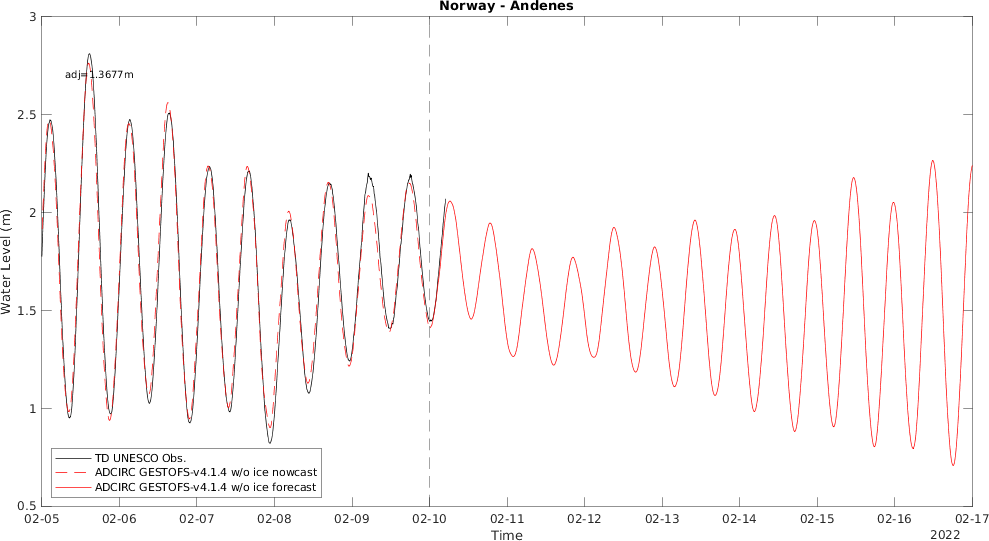 Norway - Andenes
3
2.5
2
1.5
1
0.5
Water Level (m)
adj=1.3677m
TD UNESCO Obs.
ADCIRC GESTOFS-v4.1.4 w/o ice nowcast
ADCIRC GESTOFS-v4.1.4 w/o ice forecast
02-05 02-06 02-07 02-08 02-09 02-10 02-11 02-12 02-13 02-14 02-15 02-16 02-17
Time
2022